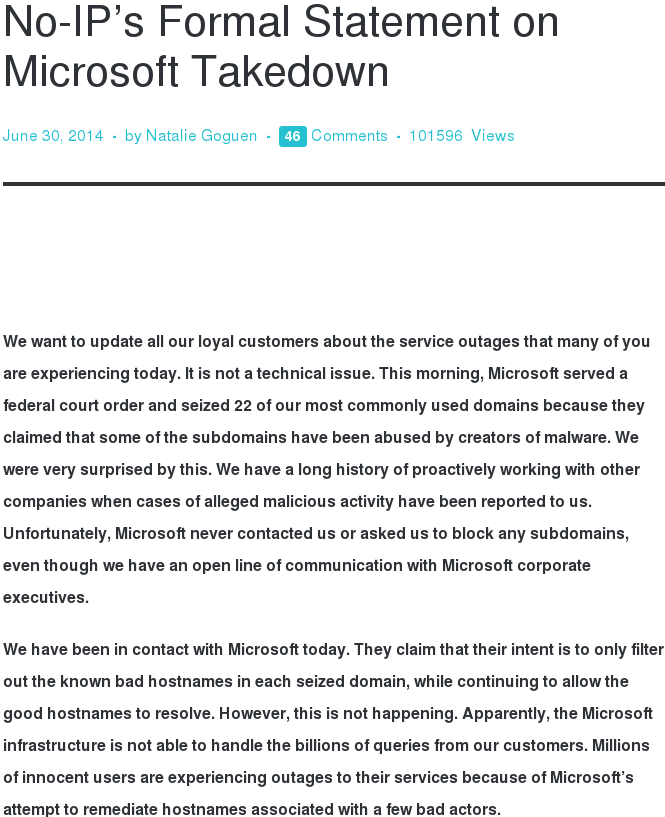 No-IP’s Formal Statement on
Microsoft Takedown
June 30, 2014 • by Natalie Goguen • 46 Comments • 101596 Views
We want to update all our loyal customers about the service outages that many of you
are experiencing today. It is not a technical issue. This morning, Microsoft served a
federal court order and seized 22 of our most commonly used domains because they
claimed that some of the subdomains have been abused by creators of malware. We
were very surprised by this. We have a long history of proactively working with other
companies when cases of alleged malicious activity have been reported to us.
Unfortunately, Microsoft never contacted us or asked us to block any subdomains,
even though we have an open line of communication with Microsoft corporate
executives.
We have been in contact with Microsoft today. They claim that their intent is to only filter
out the known bad hostnames in each seized domain, while continuing to allow the
good hostnames to resolve. However, this is not happening. Apparently, the Microsoft
infrastructure is not able to handle the billions of queries from our customers. Millions
of innocent users are experiencing outages to their services because of Microsoft’s
attempt to remediate hostnames associated with a few bad actors.